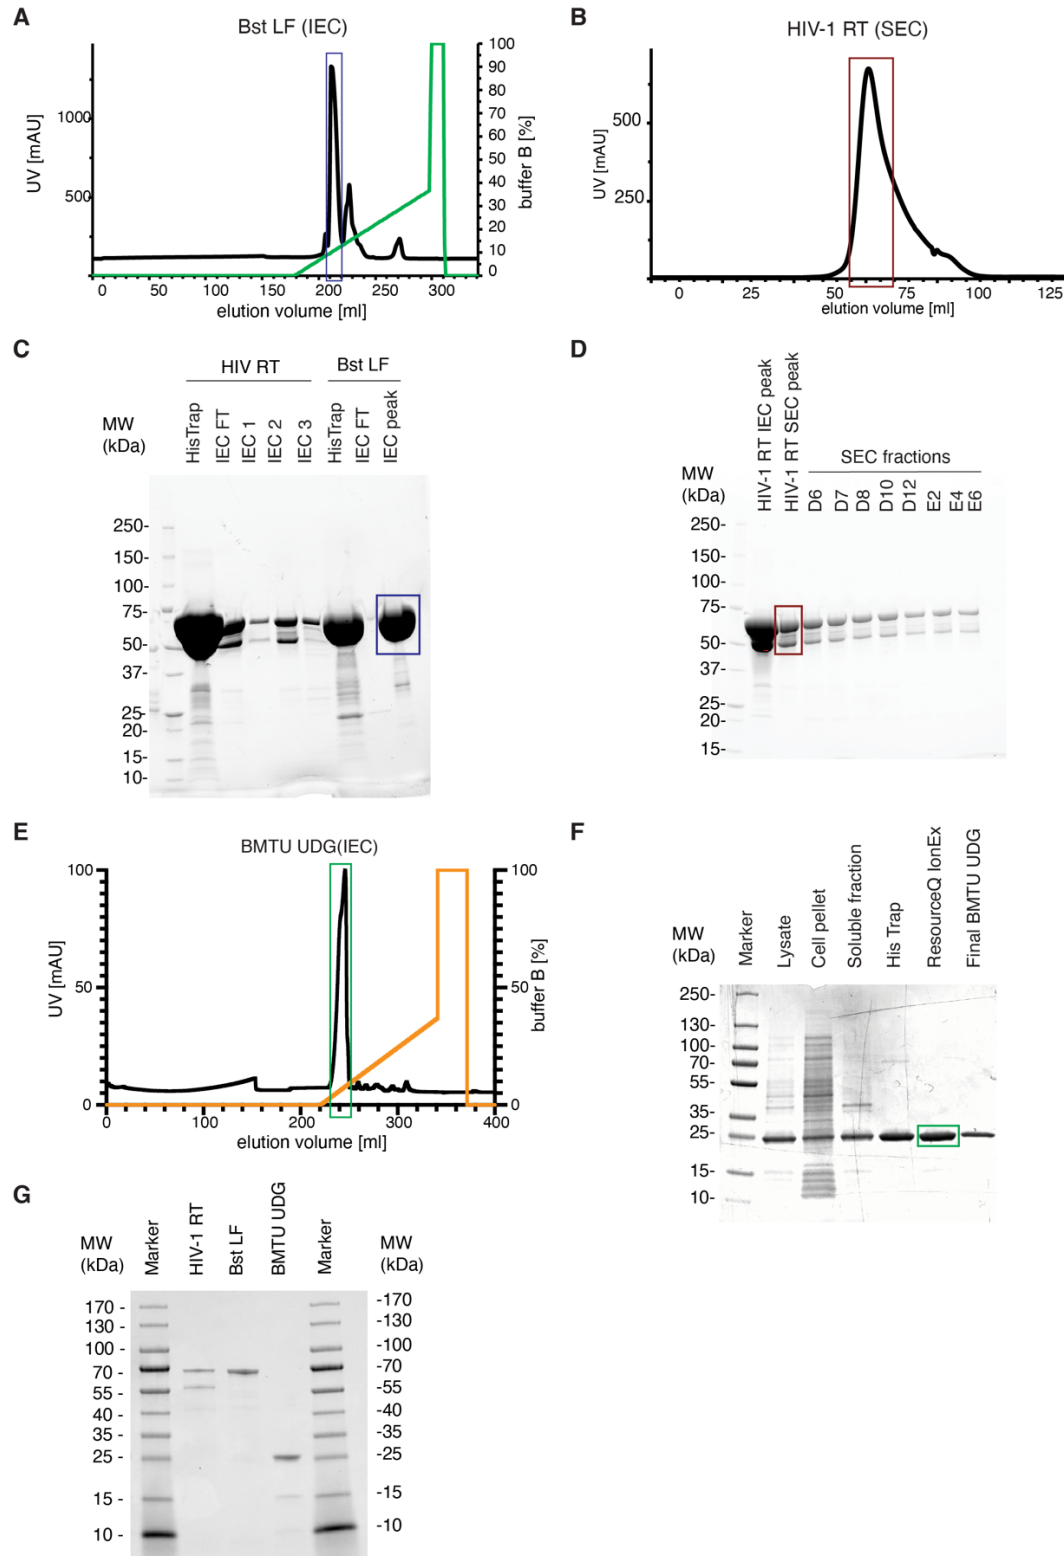 A
Bst LF (IEC)
UV [mAU]
1000
500
100
90
80
70
60
50
40
30
20
10
0
buffer B [%]
0 50 100 150 200 250 300
elution volume [ml]
B
HIV-1 RT (SEC)
UV [mAU]
500
250
0 25 50 75 100 125
elution volume [ml]
C
HIV RT
Bst LF
MW
(kDa)
HisTrap
IEC FT
IEC 1
IEC 2
IEC 3
HisTrap
IEC FT
IEC peak
250-
150-
100-
75-
50-
37-
25-
20-
15-
10-
D
HIV-1 RT IEC peak
HIV-1 RT SEC peak
SEC fractions
D6
D7
D8
D10
D12
E2
E4
E6
MW
(kDa)
250-
150-
100-
75-
50-
37-
25-
20-
15-
E
BMTU UDG(IEC)
UV [mAU]
100
50
0
100
50
0
buffer B [%]
0 100 200 300 400
elution volume [ml]
F
MW
(kDa)
Marker
Lysate
Cell pellet
Soluble fraction
His Trap
ResourceQ IonEx
Final BMTU UDG
250-
130-
100-
70-
55-
35-
25-
15-
10-
G
MW
(kDa)
Marker
HIV-1 RT
Bst LF
BMTU UDG
Marker
MW
(kDa)
170 -
130 -
100 -
70 -
55 -
40 -
35 -
25 -
15 -
10 -
-170
-130
-100
-70
-55
-40
-35
-25
-15
-10